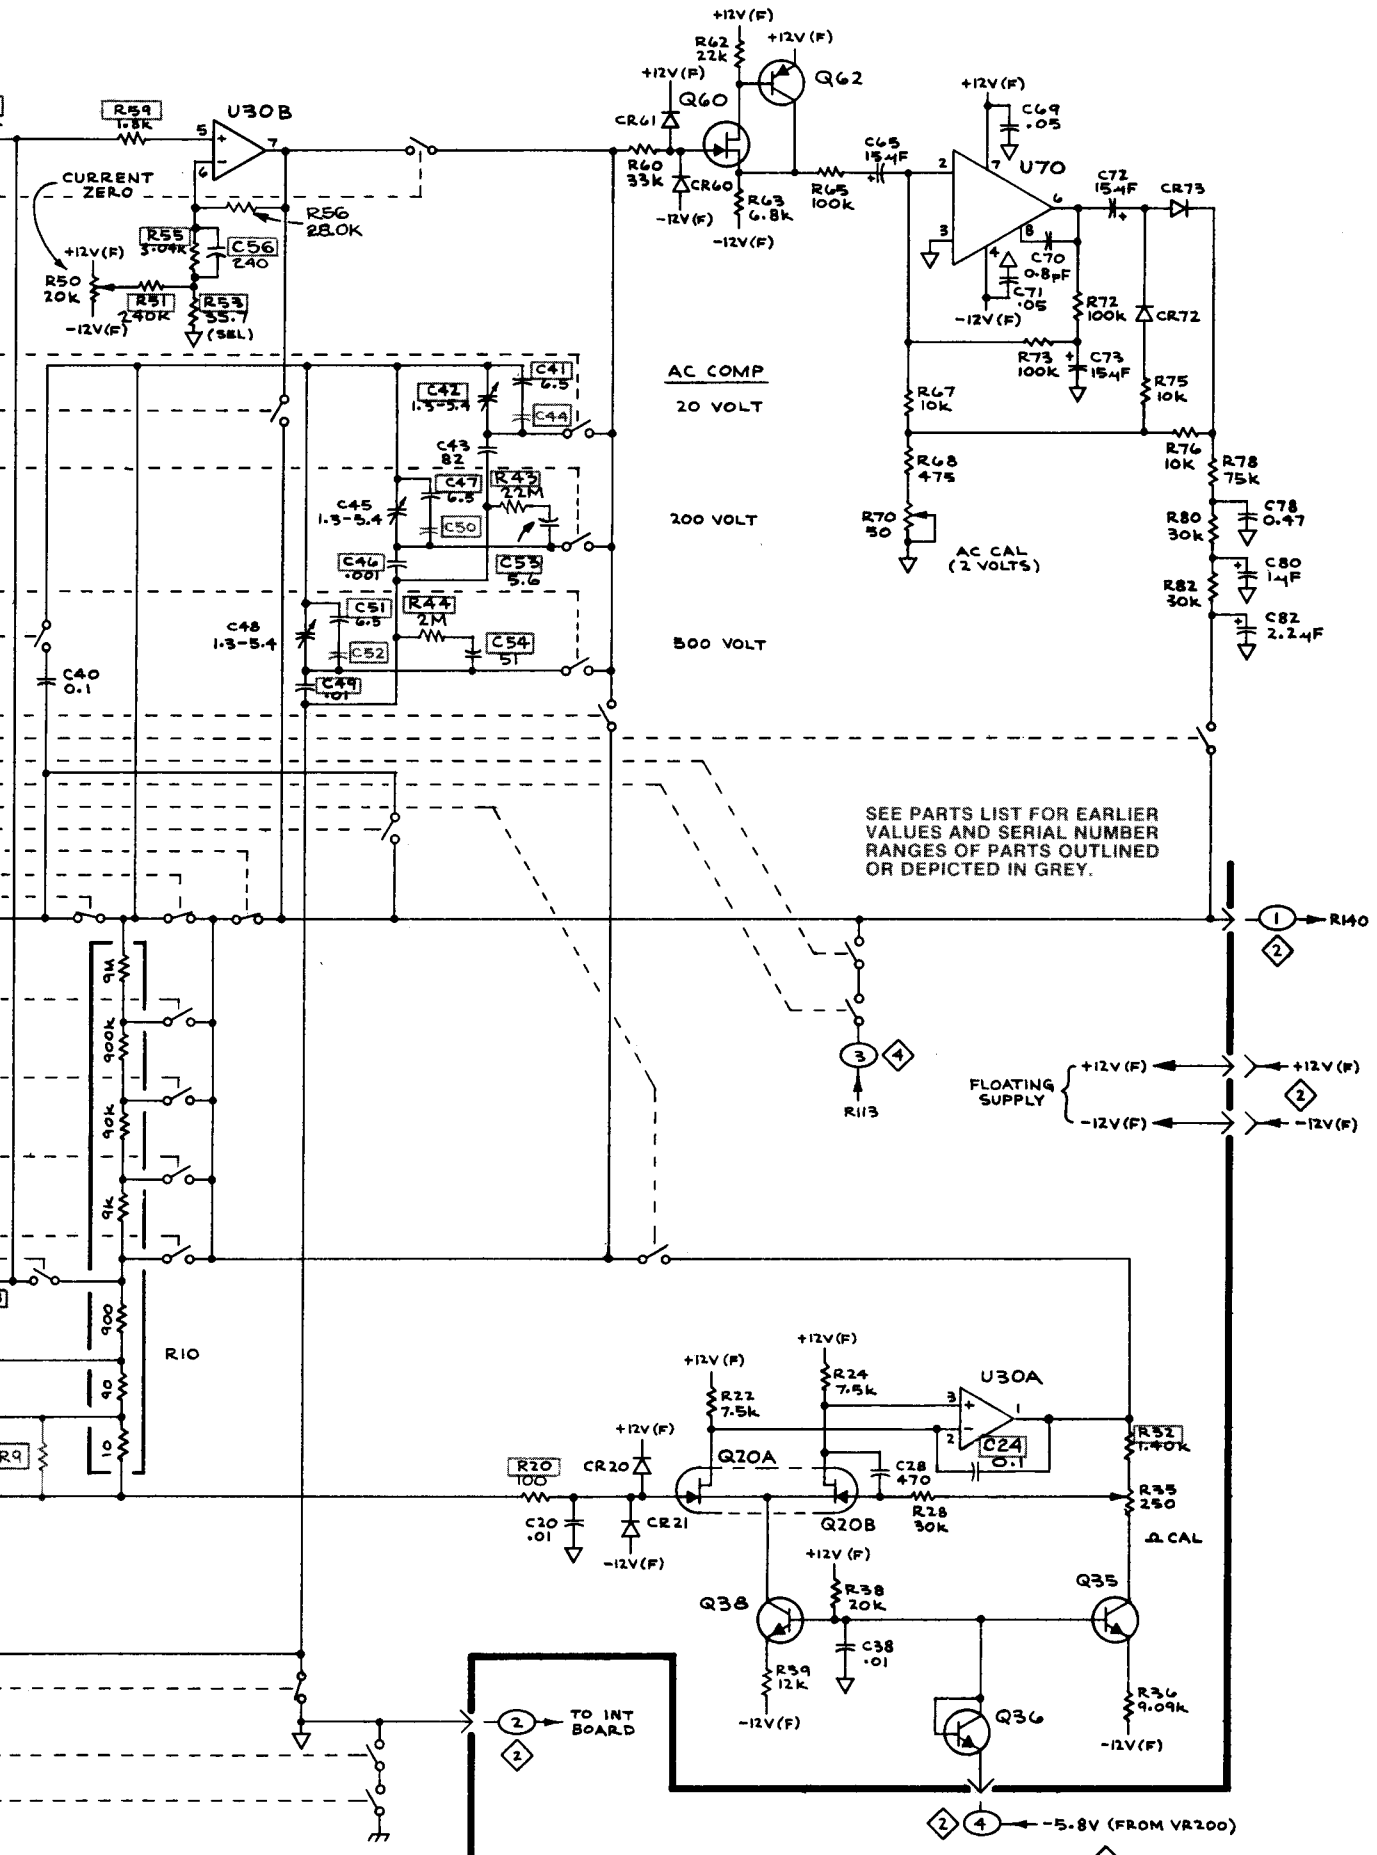 +12V(F)
R62
22K
+12V(F)
Q62
+12V(F)
Q60
CR61
R60
33K
CR60
-12V(F)
R63
6.8K
-12V(F)
R65
100K
C65
15µF
+
+12V(F)
C69
.05
2
7
U70
6
3
8
4
C70
0.8pF
C71
.05
-12V(F)
C72
15µF
+
CR73
R72
100K
CR72
R73
100K
+
C73
15µF
R75
10K
R67
10K
R76
10K
R78
75K
R68
475
C78
0.47
R70
50
R80
30K
AC CAL
(2 VOLTS)
+
C80
1µF
R82
30K
+
C82
2.2µF
R59
1.8K
U30B
5
+
7
-
6
CURRENT
ZERO
R56
28.0K
R55
3.04K
C56
240
+12V(F)
R50
20K
R51
240K
R53
35.7
(SEL)
-12V(F)
AC COMP
20 VOLT
C41
6.5
C42
1.3-5.4
C44
C43
82
C47
6.5
R43
22M
C45
1.3-5.4
C50
200 VOLT
C46
.001
C53
5.6
C51
6.5
R44
2M
C48
1.3-5.4
C52
C54
51
500 VOLT
C49
.01
C40
0.1
SEE PARTS LIST FOR EARLIER
VALUES AND SERIAL NUMBER
RANGES OF PARTS OUTLINED
OR DEPICTED IN GREY.
1
R140
2
9M
900K
90K
9K
900
90
10
R10
R9
3
4
R113
FLOATING
SUPPLY
+12V(F)
-12V(F)
+12V(F)
2
-12V(F)
+12V(F)
R22
7.5K
+12V(F)
R24
7.5K
U30A
3
+
1
-
2
C24
0.1
R32
1.40K
+12V(F)
CR20
Q20A
C28
470
R20
100
C20
.01
CR21
-12V(F)
Q20B
R28
30K
R35
250
Ω CAL
+12V(F)
R38
20K
Q38
Q35
C38
.01
R39
12K
-12V(F)
R36
9.09K
-12V(F)
Q36
2
TO INT
BOARD
2
2
4
-5.8V (FROM VR200)